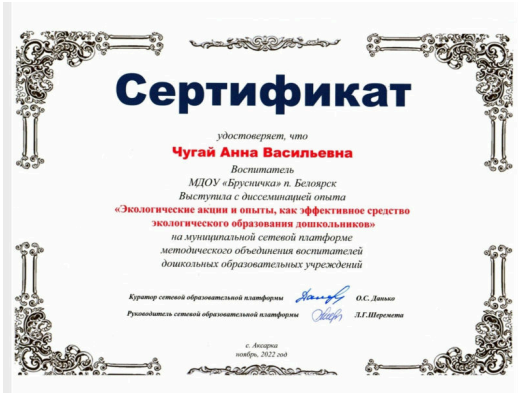 Сертификат
удостоверяет, что
Чугай Анна Васильевна
Воспитатель
МДОУ «Брусничка» п. Белоярск
Выступила с диссеминацией опыта
«Экологические акции и опыты, как эффективное средство
экологического образования дошкольников»
на муниципальной сетевой платформе
методического объединения воспитателей
дошкольных образовательных учреждений
Куратор сетевой образовательной платформы О.С. Данько
Руководитель сетевой образовательной платформы Л.Г.Шеремета
с. Аксарка
ноябрь, 2022 год